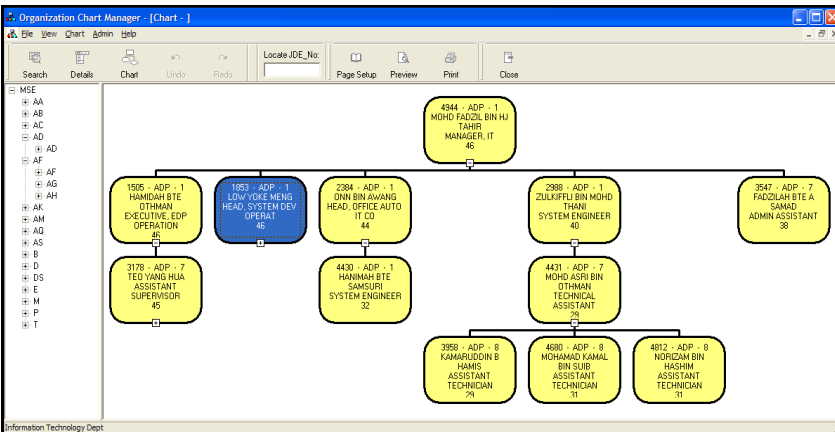 Organization Chart Manager - [Chart - ]
File View Chart Admin Help
Search Details Chart Undo Redo Locate JDE_No: Page Setup Preview Print Close
MSE
AA
AB
AC
AD
AD
AF
AF
AG
AH
AK
AM
AQ
AS
B
D
DS
E
M
P
T
4944 - ADP - 1
MOHD FADZIL BIN HJ
TAHIR
MANAGER, IT
46
1505 - ADP - 1
HAMIDAH BTE
OTHMAN
EXECUTIVE, EDP
OPERATION
46
1853 - ADP - 1
LOW YOKE MENG
HEAD, SYSTEM DEV
OPERAT
46
2384 - ADP - 1
ONN BIN AWANG
HEAD, OFFICE AUTO
IT CO
44
2988 - ADP - 1
ZULKIFFLI BIN MOHD
THANI
SYSTEM ENGINEER
40
3547 - ADP - 7
FADZILAH BTE A
SAMAD
ADMIN ASSISTANT
38
3178 - ADP - 7
TEO YANG HUA
ASSISTANT
SUPERVISOR
45
4430 - ADP - 1
HANIMAH BTE
SAMSURI
SYSTEM ENGINEER
32
4431 - ADP - 7
MOHD ASRI BIN
OTHMAN
TECHNICAL
ASSISTANT
29
3958 - ADP - 8
KAMARUDDIN B
HAMIS
ASSISTANT
TECHNICIAN
29
4680 - ADP - 8
MOHAMAD KAMAL
BIN SUIB
ASSISTANT
TECHNICIAN
31
4812 - ADP - 8
NORIZAM BIN
HASHIM
ASSISTANT
TECHNICIAN
31
Information Technology Dept